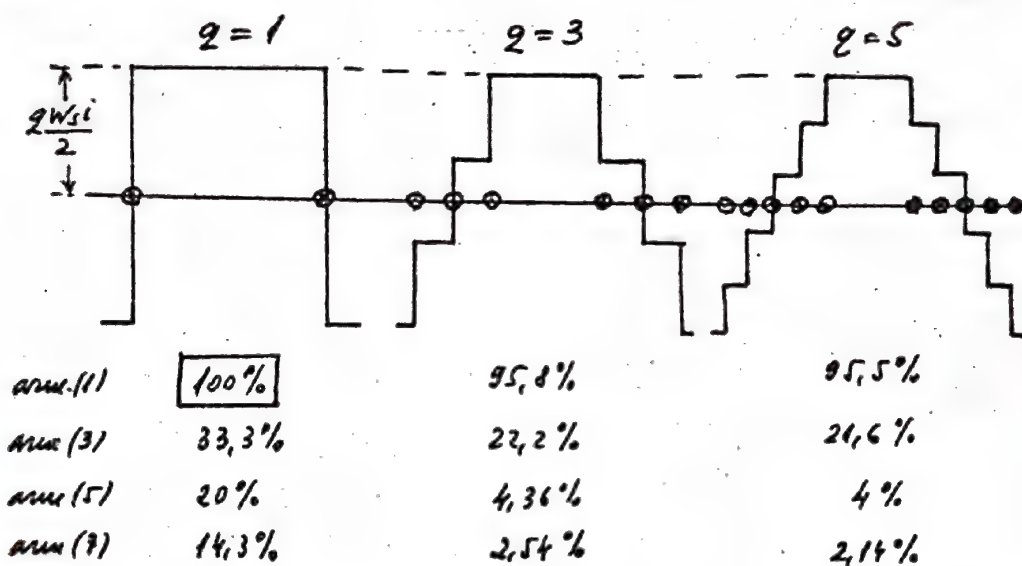 q = 1 q = 3 q = 5
q Wsi
2
arm.(1) 100% 95,8% 95,5%
arm (3) 33,3% 22,2% 21,6%
arm (5) 20% 4,36% 4%
arm (7) 14,3% 2,54% 2,14%